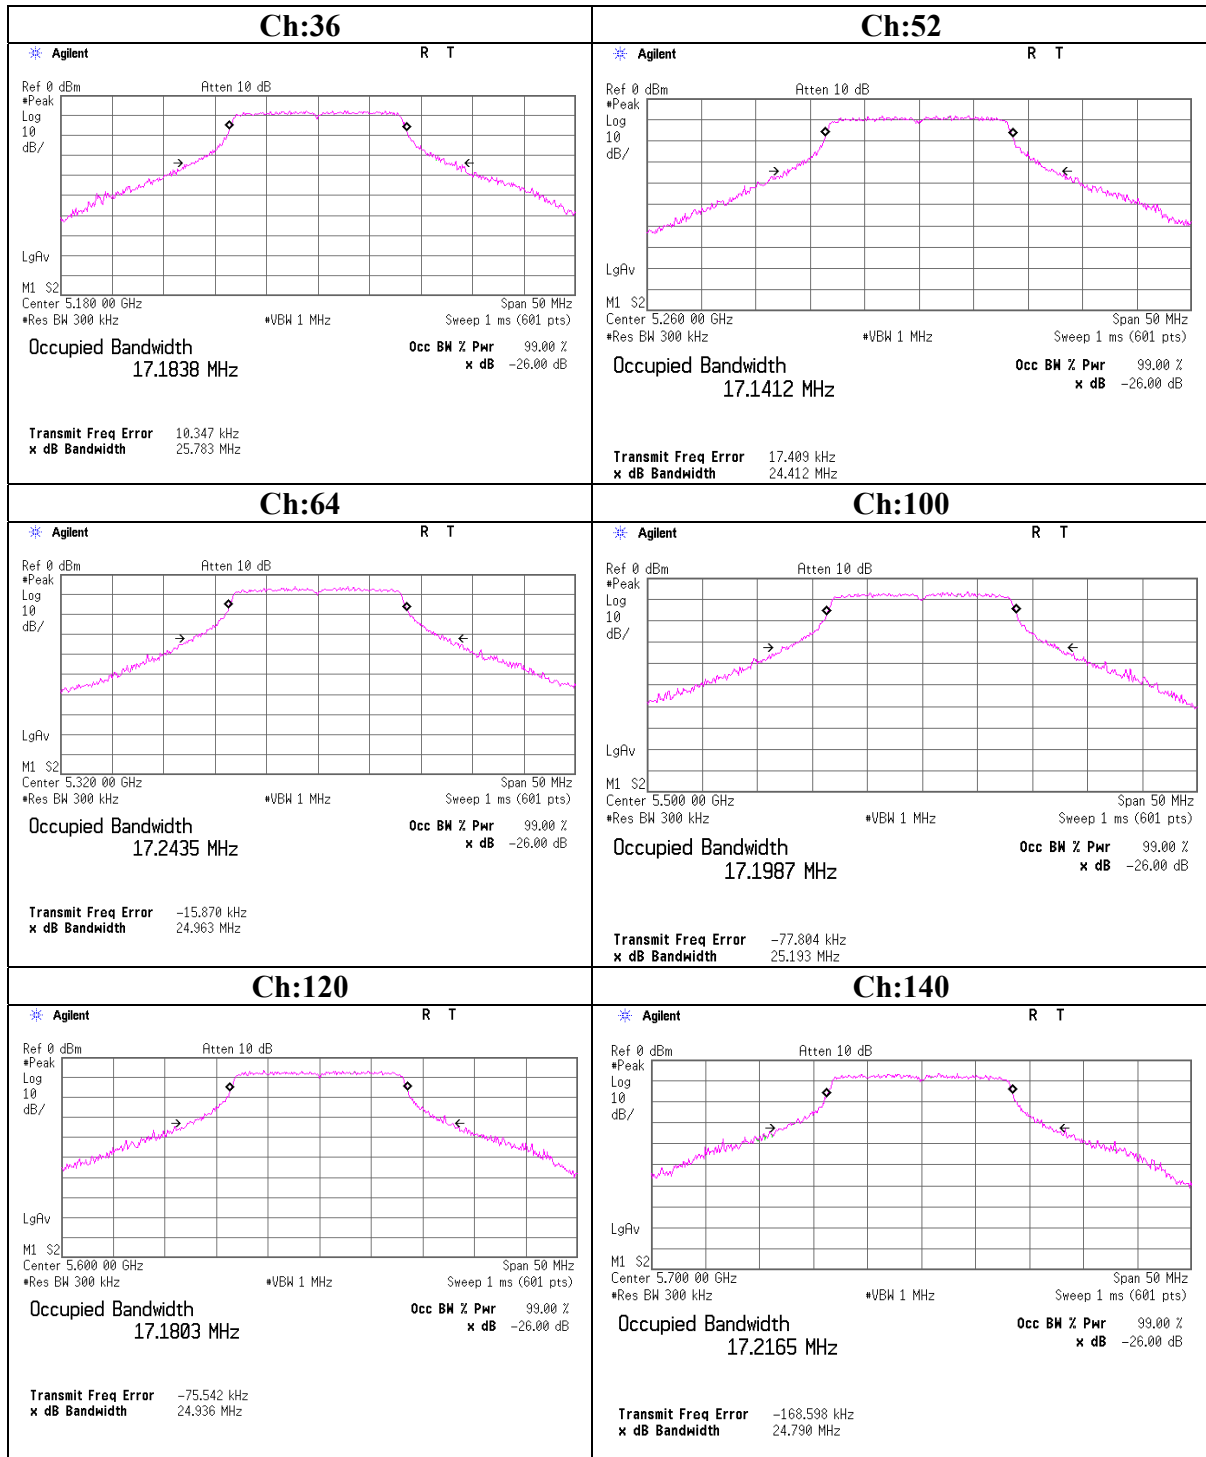 Ch:36
Agilent
R T
Ref 0 dBm Atten 10 dB
#Peak
Log
10
dB/
LgAv
M1 S2
Center 5.180 00 GHz Span 50 MHz
#Res BW 300 kHz #VBW 1 MHz Sweep 1 ms (601 pts)
Occupied Bandwidth Occ BW % Pwr 99.00 %
17.1838 MHz x dB -26.00 dB
Transmit Freq Error 10.347 kHz
x dB Bandwidth 25.783 MHz
Ch:52
Agilent
R T
Ref 0 dBm Atten 10 dB
#Peak
Log
10
dB/
LgAv
M1 S2
Center 5.260 00 GHz Span 50 MHz
#Res BW 300 kHz #VBW 1 MHz Sweep 1 ms (601 pts)
Occupied Bandwidth Occ BW % Pwr 99.00 %
17.1412 MHz x dB -26.00 dB
Transmit Freq Error 17.409 kHz
x dB Bandwidth 24.412 MHz
Ch:64
Agilent
R T
Ref 0 dBm Atten 10 dB
#Peak
Log
10
dB/
LgAv
M1 S2
Center 5.320 00 GHz Span 50 MHz
#Res BW 300 kHz #VBW 1 MHz Sweep 1 ms (601 pts)
Occupied Bandwidth Occ BW % Pwr 99.00 %
17.2435 MHz x dB -26.00 dB
Transmit Freq Error -15.870 kHz
x dB Bandwidth 24.963 MHz
Ch:100
Agilent
R T
Ref 0 dBm Atten 10 dB
#Peak
Log
10
dB/
LgAv
M1 S2
Center 5.500 00 GHz Span 50 MHz
#Res BW 300 kHz #VBW 1 MHz Sweep 1 ms (601 pts)
Occupied Bandwidth Occ BW % Pwr 99.00 %
17.1987 MHz x dB -26.00 dB
Transmit Freq Error -77.804 kHz
x dB Bandwidth 25.193 MHz
Ch:120
Agilent
R T
Ref 0 dBm Atten 10 dB
#Peak
Log
10
dB/
LgAv
M1 S2
Center 5.600 00 GHz Span 50 MHz
#Res BW 300 kHz #VBW 1 MHz Sweep 1 ms (601 pts)
Occupied Bandwidth Occ BW % Pwr 99.00 %
17.1803 MHz x dB -26.00 dB
Transmit Freq Error -75.542 kHz
x dB Bandwidth 24.936 MHz
Ch:140
Agilent
R T
Ref 0 dBm Atten 10 dB
#Peak
Log
10
dB/
LgAv
M1 S2
Center 5.700 00 GHz Span 50 MHz
#Res BW 300 kHz #VBW 1 MHz Sweep 1 ms (601 pts)
Occupied Bandwidth Occ BW % Pwr 99.00 %
17.2165 MHz x dB -26.00 dB
Transmit Freq Error -168.598 kHz
x dB Bandwidth 24.790 MHz